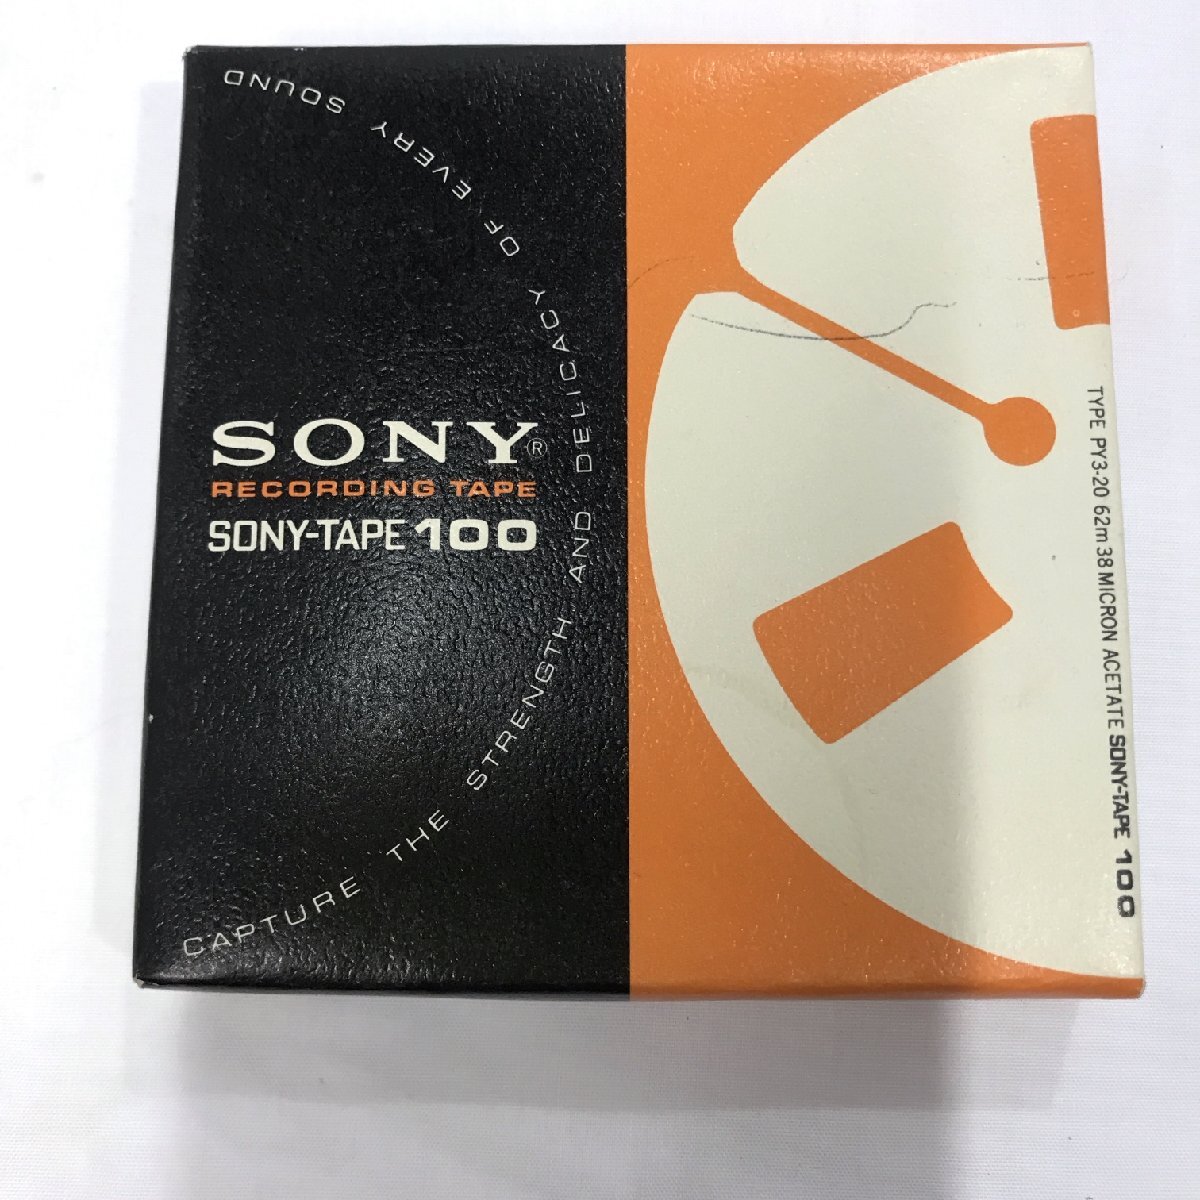 SONY®
RECORDING TAPE
SONY-TAPE 100
CAPTURE THE STRENGTH AND DELICACY OF EVERY SOUND
TYPE PY3-20 62m 38 MICRON ACETATE SONY-TAPE 100